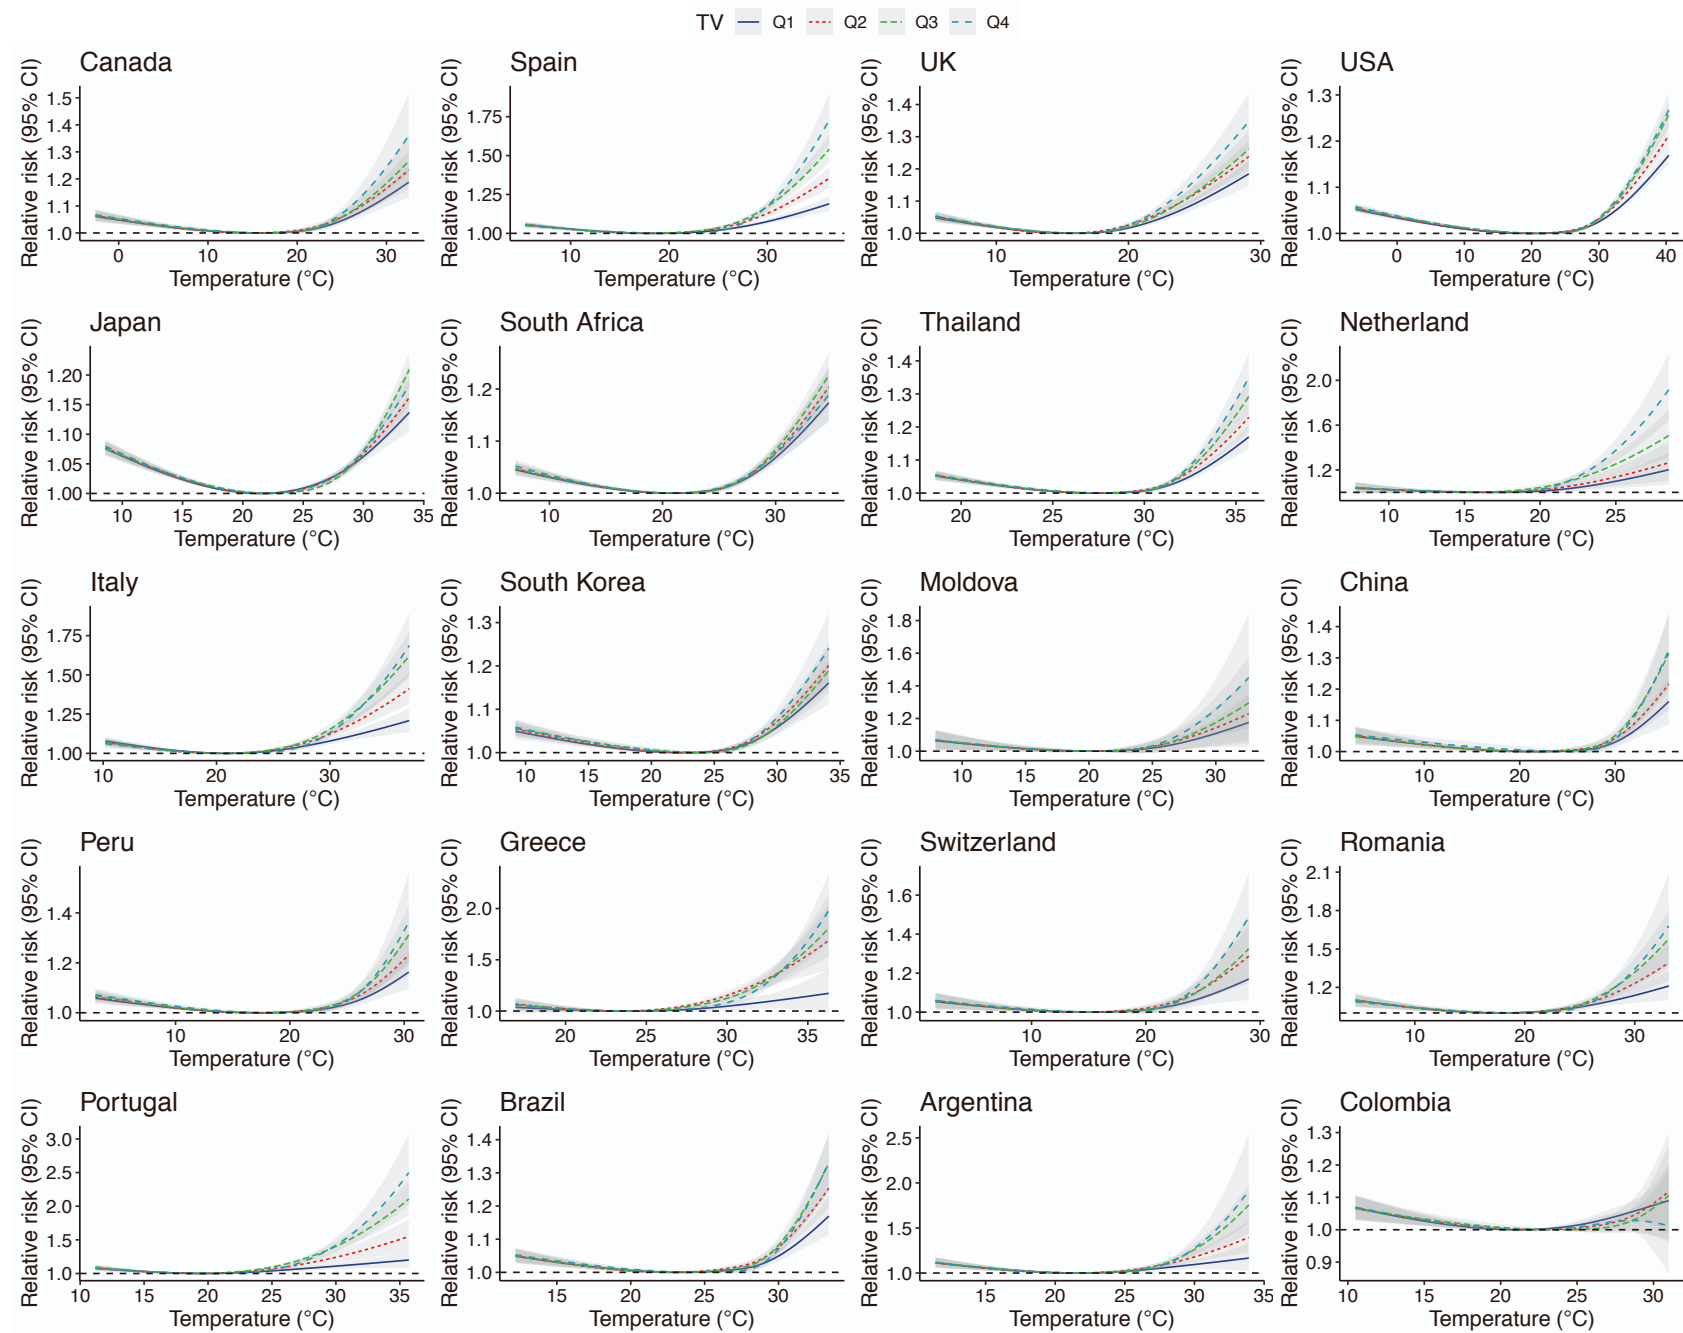 TV Q1 Q2 Q3 Q4
Canada
Relative risk (95% CI)
1.5
1.4
1.3
1.2
1.1
1.0
0 10 20 30
Temperature (°C)
Spain
Relative risk (95% CI)
1.75
1.50
1.25
1.00
10 20 30
Temperature (°C)
UK
Relative risk (95% CI)
1.4
1.3
1.2
1.1
1.0
10 20 30
Temperature (°C)
USA
Relative risk (95% CI)
1.3
1.2
1.1
1.0
0 10 20 30 40
Temperature (°C)
Japan
Relative risk (95% CI)
1.20
1.15
1.10
1.05
1.00
10 15 20 25 30 35
Temperature (°C)
South Africa
Relative risk (95% CI)
1.2
1.1
1.0
10 20 30
Temperature (°C)
Thailand
Relative risk (95% CI)
1.4
1.3
1.2
1.1
1.0
20 25 30 35
Temperature (°C)
Netherland
Relative risk (95% CI)
2.0
1.6
1.2
10 15 20 25
Temperature (°C)
Italy
Relative risk (95% CI)
1.75
1.50
1.25
1.00
10 20 30
Temperature (°C)
South Korea
Relative risk (95% CI)
1.3
1.2
1.1
1.0
10 15 20 25 30 35
Temperature (°C)
Moldova
Relative risk (95% CI)
1.8
1.6
1.4
1.2
1.0
10 15 20 25 30
Temperature (°C)
China
Relative risk (95% CI)
1.4
1.3
1.2
1.1
1.0
10 20 30
Temperature (°C)
Peru
Relative risk (95% CI)
1.4
1.2
1.0
10 20 30
Temperature (°C)
Greece
Relative risk (95% CI)
2.0
1.5
1.0
20 25 30 35
Temperature (°C)
Switzerland
Relative risk (95% CI)
1.6
1.4
1.2
1.0
10 20 30
Temperature (°C)
Romania
Relative risk (95% CI)
2.1
1.8
1.5
1.2
10 20 30
Temperature (°C)
Portugal
Relative risk (95% CI)
3.0
2.5
2.0
1.5
1.0
10 15 20 25 30 35
Temperature (°C)
Brazil
Relative risk (95% CI)
1.4
1.3
1.2
1.1
1.0
15 20 25 30
Temperature (°C)
Argentina
Relative risk (95% CI)
2.5
2.0
1.5
1.0
15 20 25 30 35
Temperature (°C)
Colombia
Relative risk (95% CI)
1.3
1.2
1.1
1.0
0.9
10 15 20 25 30
Temperature (°C)